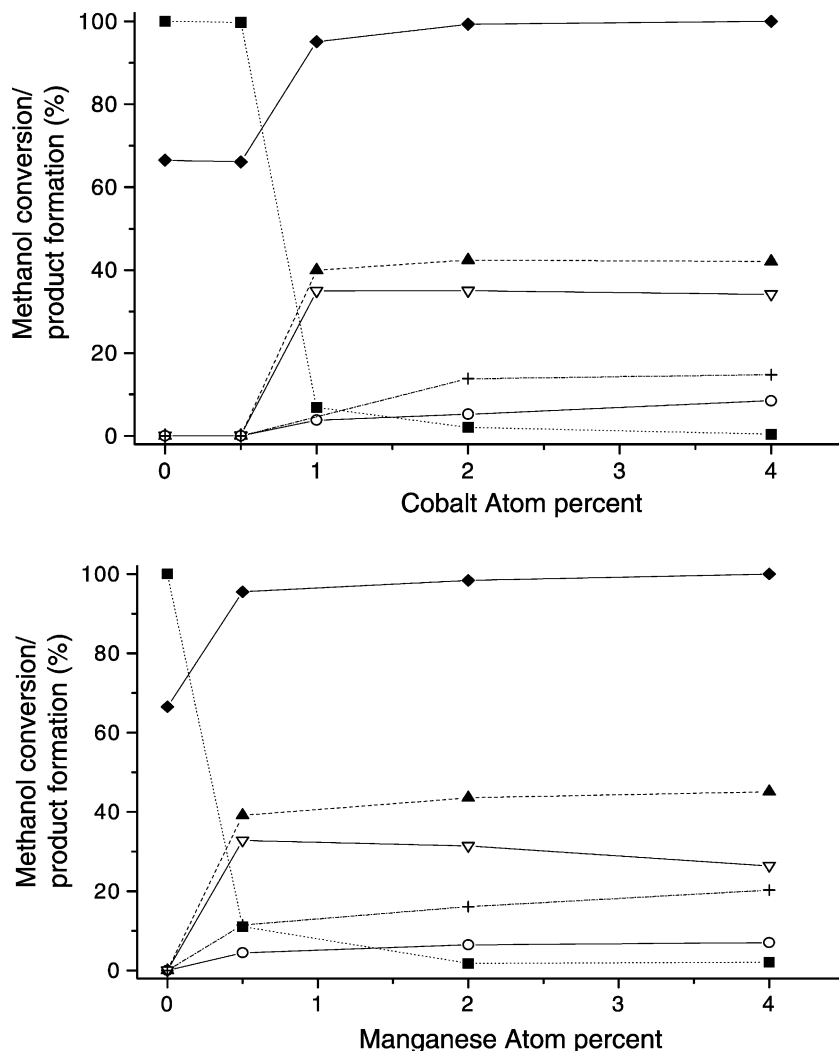 Methanol conversion/
product formation (%)
100
80
60
40
20
0
0 1 2 3 4
Cobalt Atom percent
Methanol conversion/
product formation (%)
100
80
60
40
20
0
0 1 2 3 4
Manganese Atom percent